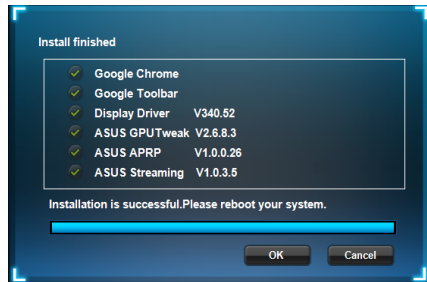 Install finished
Google Chrome
Google Toolbar
Display Driver V340.52
ASUS GPUTweak V2.6.8.3
ASUS APRP V1.0.0.26
ASUS Streaming V1.0.3.5
Installation is successful.Please reboot your system.
OK Cancel